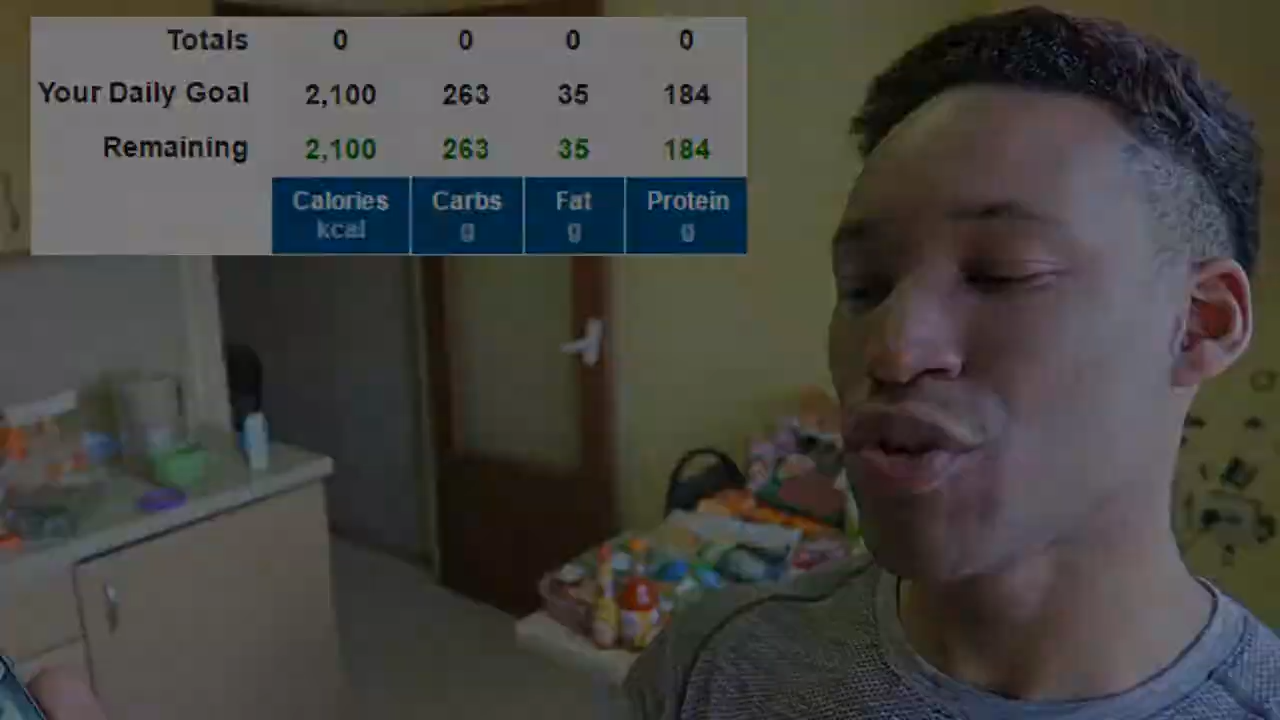 Totals 0 0 0 0
Your Daily Goal 2,100 263 35 184
Remaining 2,100 263 35 184
Calories Carbs Fat Protein
kcal g g g